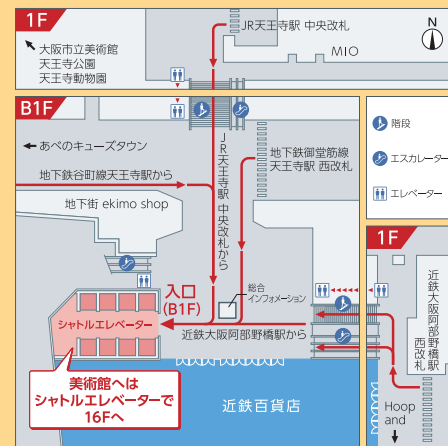 1F
大阪市立美術館
天王寺公園
天王寺動物園
JR天王寺駅 中央改札
MIO
N
B1F
あべのキューズタウン
地下鉄谷町線天王寺駅から
地下街 ekimo shop
JR天王寺駅 中央改札から
地下鉄御堂筋線
天王寺駅 西改札
階段
エスカレーター
エレベーター
入口
(B1F)
総合
インフォメーション
シャトルエレベーター
近鉄大阪阿部野橋駅から
美術館へは
シャトルエレベーターで
16Fへ
近鉄百貨店
1F
近鉄大阪阿部野橋駅
西改札
Hoop
and